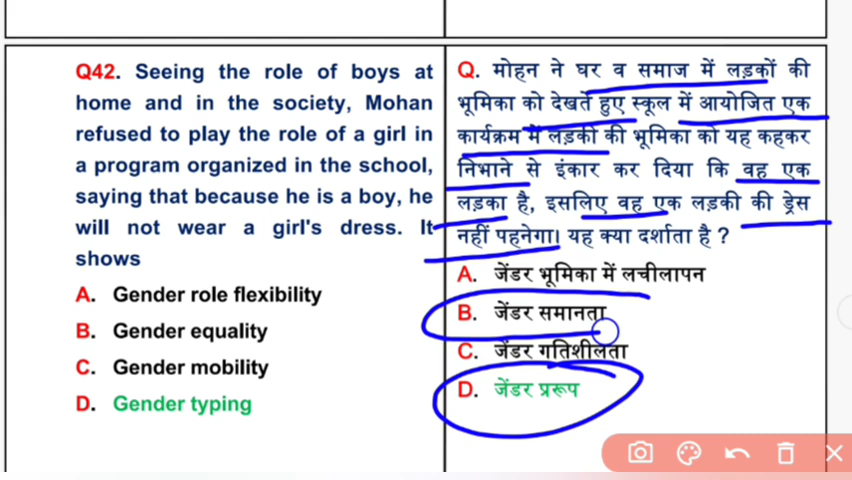 Q42. Seeing the role of boys at
home and in the society, Mohan
refused to play the role of a girl in
a program organized in the school,
saying that because he is a boy, he
will not wear a girl's dress. It
shows
A. Gender role flexibility
B. Gender equality
C. Gender mobility
D. Gender typing
Q. मोहन ने घर व समाज में लड़कों की
भूमिका को देखते हुए स्कूल में आयोजित एक
कार्यक्रम में लड़की की भूमिका को यह कहकर
निभाने से इंकार कर दिया कि वह एक
लड़का है, इसलिए वह एक लड़की की ड्रेस
नहीं पहनेगा। यह क्या दर्शाता है ?
A. जेंडर भूमिका में लचीलापन
B. जेंडर समानता
C. जेंडर गतिशीलता
D. जेंडर प्ररूप